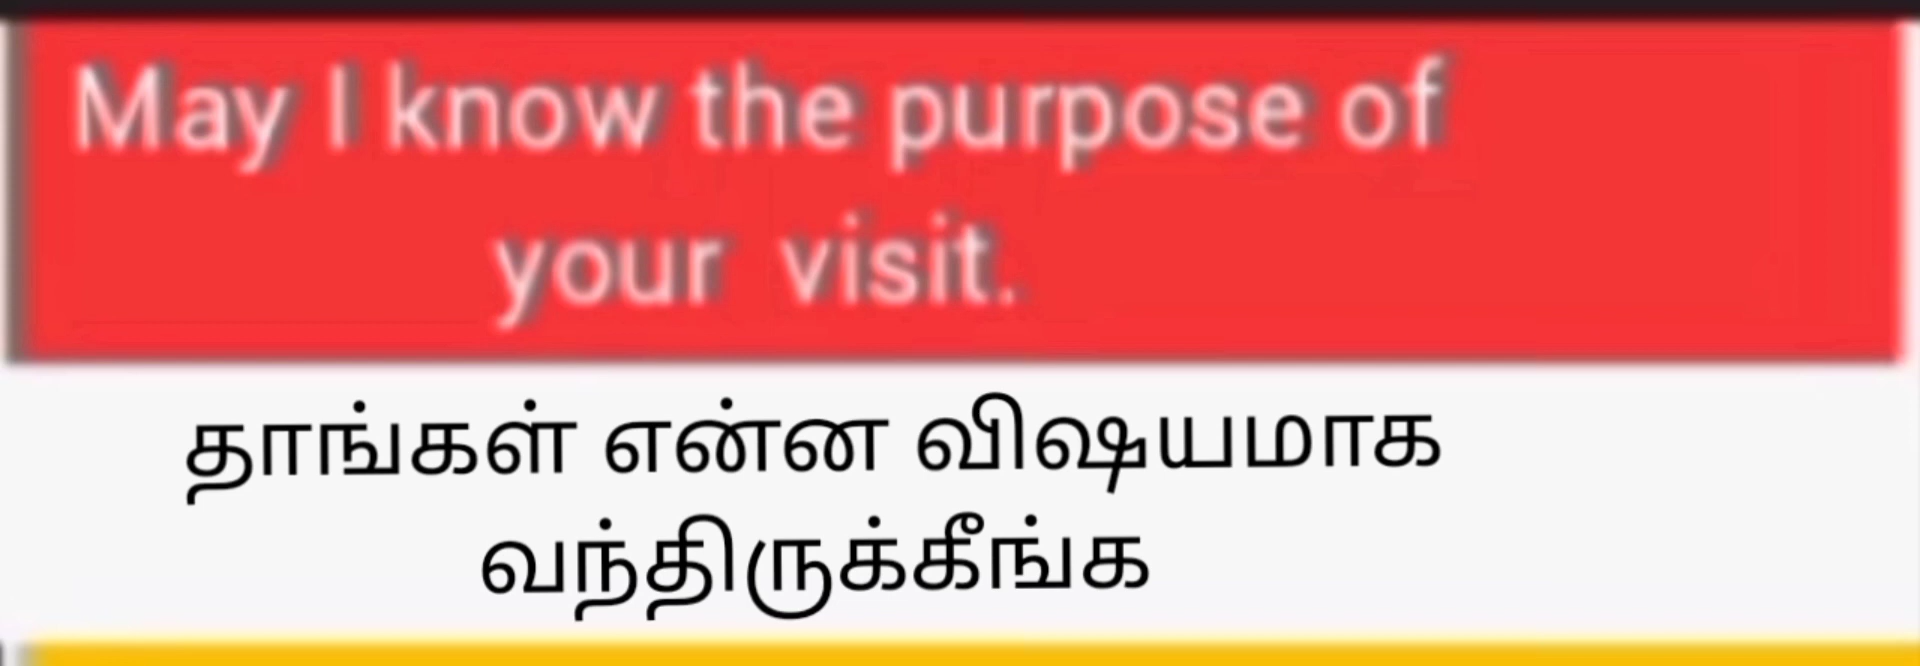 May I know the purpose of
your visit.
தாங்கள் என்ன விஷயமாக
வந்திருக்கீங்க